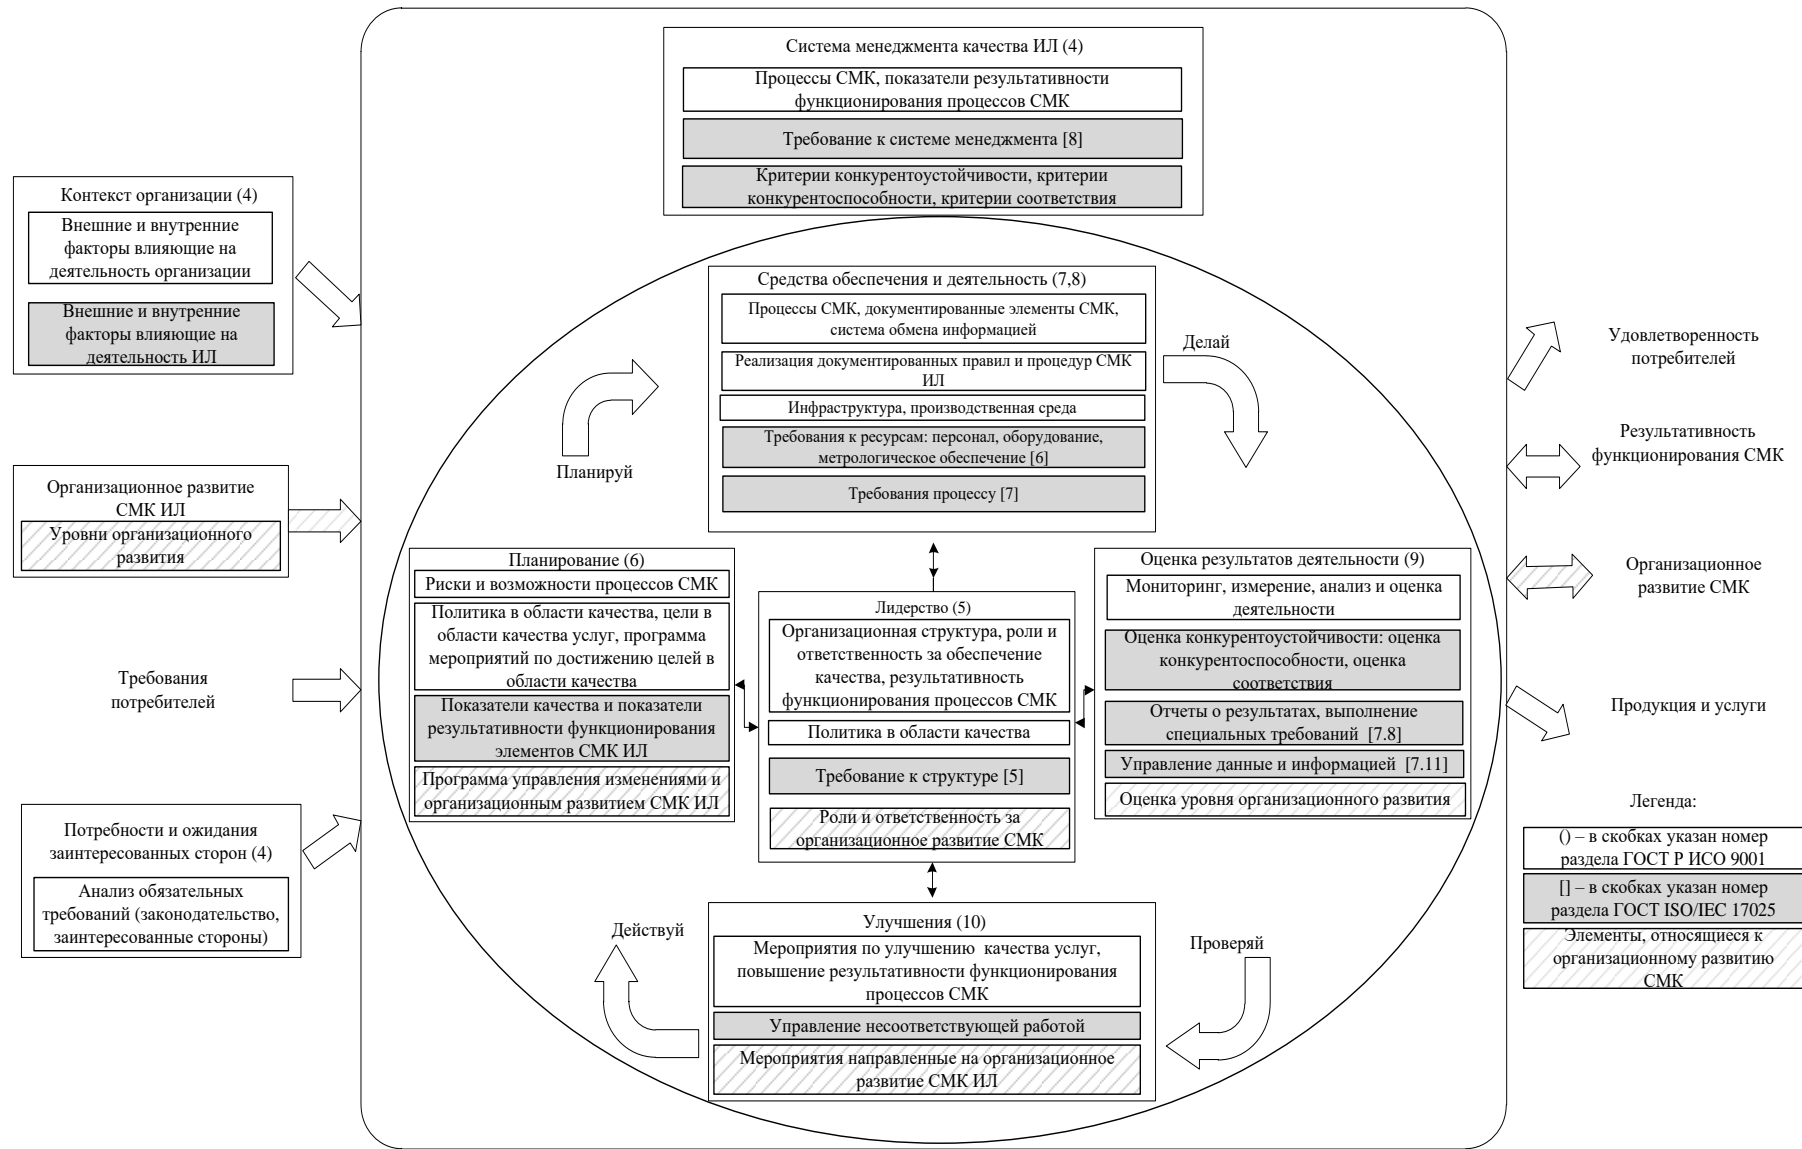 Система менеджмента качества ИЛ (4)
Процессы СМК, показатели результативности
функционирования процессов СМК
Требование к системе менеджмента [8]
Критерии конкурентоустойчивости, критерии
конкурентоспособности, критерии соответствия
Контекст организации (4)
Внешние и внутренние
факторы влияющие на
деятельность организации
Внешние и внутренние
факторы влияющие на
деятельность ИЛ
Организационное развитие
СМК ИЛ
Уровни организационного
развития
Требования
потребителей
Потребности и ожидания
заинтересованных сторон (4)
Анализ обязательных
требований (законодательство,
заинтересованные стороны)
Средства обеспечения и деятельность (7,8)
Процессы СМК, документированные элементы СМК,
система обмена информацией
Реализация документированных правил и процедур СМК
ИЛ
Инфраструктура, производственная среда
Требования к ресурсам: персонал, оборудование,
метрологическое обеспечение [6]
Требования процессу [7]
Планируй
Делай
Планирование (6)
Риски и возможности процессов СМК
Политика в области качества, цели в
области качества услуг, программа
мероприятий по достижению целей в
области качества
Показатели качества и показатели
результативности функционирования
элементов СМК ИЛ
Программа управления изменениями и
организационным развитием СМК ИЛ
Лидерство (5)
Организационная структура, роли и
ответственность за обеспечение
качества, результативность
функционирования процессов СМК
Политика в области качества
Требование к структуре [5]
Роли и ответственность за
организационное развитие СМК
Оценка результатов деятельности (9)
Мониторинг, измерение, анализ и оценка
деятельности
Оценка конкурентоустойчивости: оценка
конкурентоспособности, оценка
соответствия
Отчеты о результатах, выполнение
специальных требований [7.8]
Управление данные и информацией [7.11]
Оценка уровня организационного развития
Действуй
Проверяй
Улучшения (10)
Мероприятия по улучшению качества услуг,
повышение результативности функционирования
процессов СМК
Управление несоответствующей работой
Мероприятия направленные на организационное
развитие СМК ИЛ
Удовлетворенность
потребителей
Результативность
функционирования СМК
Организационное
развитие СМК
Продукция и услуги
Легенда:
() – в скобках указан номер
раздела ГОСТ Р ИСО 9001
[] – в скобках указан номер
раздела ГОСТ ISO/IEC 17025
Элементы, относящиеся к
организационному развитию
СМК